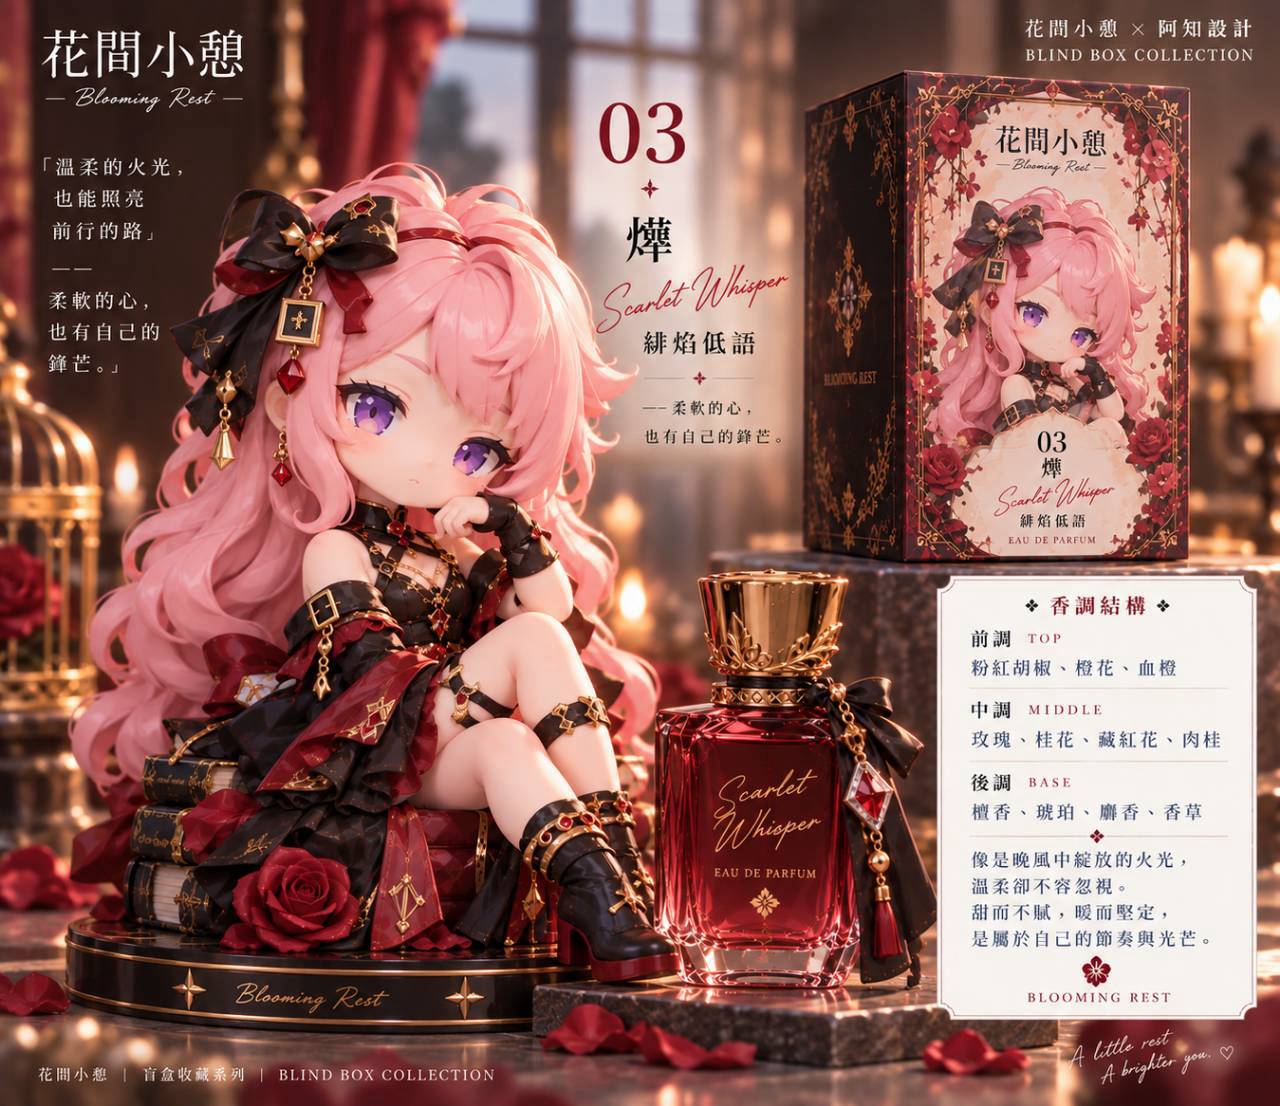 花間小憩
Blooming Rest
「溫柔的火光，
也能照亮
前行的路」
——
柔軟的心，
也有自己的
鋒芒。」
03
燁
Scarlet Whisper
緋焰低語
—— 柔軟的心，
也有自己的鋒芒。
花間小憩 × 阿知設計
BLIND BOX COLLECTION
花間小憩
Blooming Rest
BLOOMING REST
03
燁
Scarlet Whisper
緋焰低語
EAU DE PARFUM
Scarlet
Whisper
EAU DE PARFUM
香調結構
前調 TOP
粉紅胡椒、橙花、血橙
中調 MIDDLE
玫瑰、桂花、藏紅花、肉桂
後調 BASE
檀香、琥珀、麝香、香草
像是晚風中綻放的火光，
溫柔卻不容忽視。
甜而不膩，暖而堅定，
是屬於自己的節奏與光芒。
BLOOMING REST
Blooming Rest
A little rest
A brighter you. ♡
花間小憩 | 盲盒收藏系列 | BLIND BOX COLLECTION